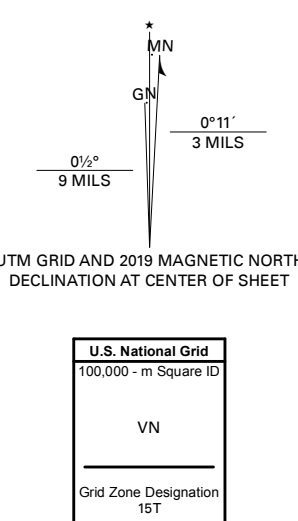 ★
MN
GN
0°11´
3 MILS
0½°
9 MILS
UTM GRID AND 2019 MAGNETIC NORTH
DECLINATION AT CENTER OF SHEET
U.S. National Grid
100,000 - m Square ID
VN
Grid Zone Designation
15T